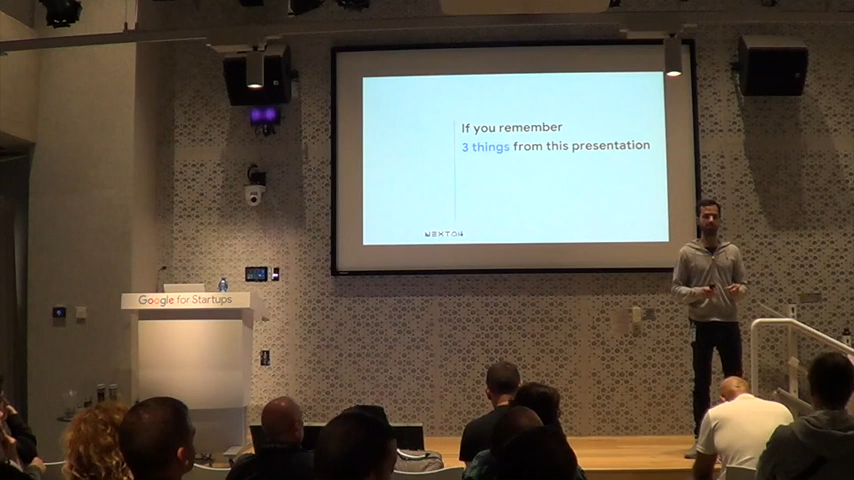 If you remember
3 things from this presentation
NEXTON
Google for Startups